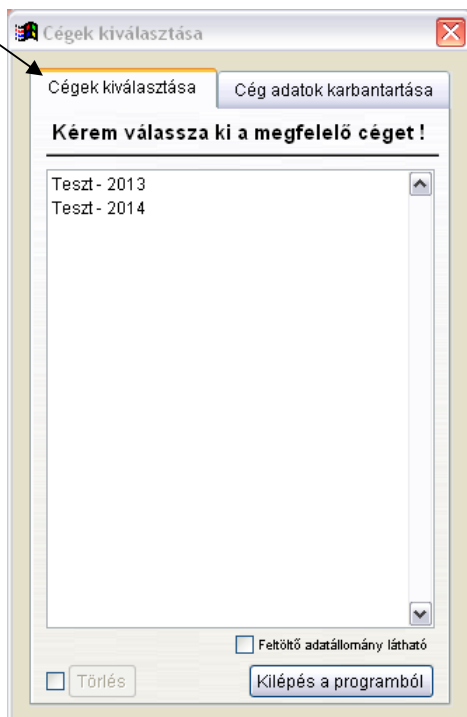 Cégek kiválasztása
Cégek kiválasztása Cég adatok karbantartása
Kérem válassza ki a megfelelő céget !
Teszt - 2013
Teszt - 2014
Feltöltő adatállomány látható
Törlés Kilépés a programból